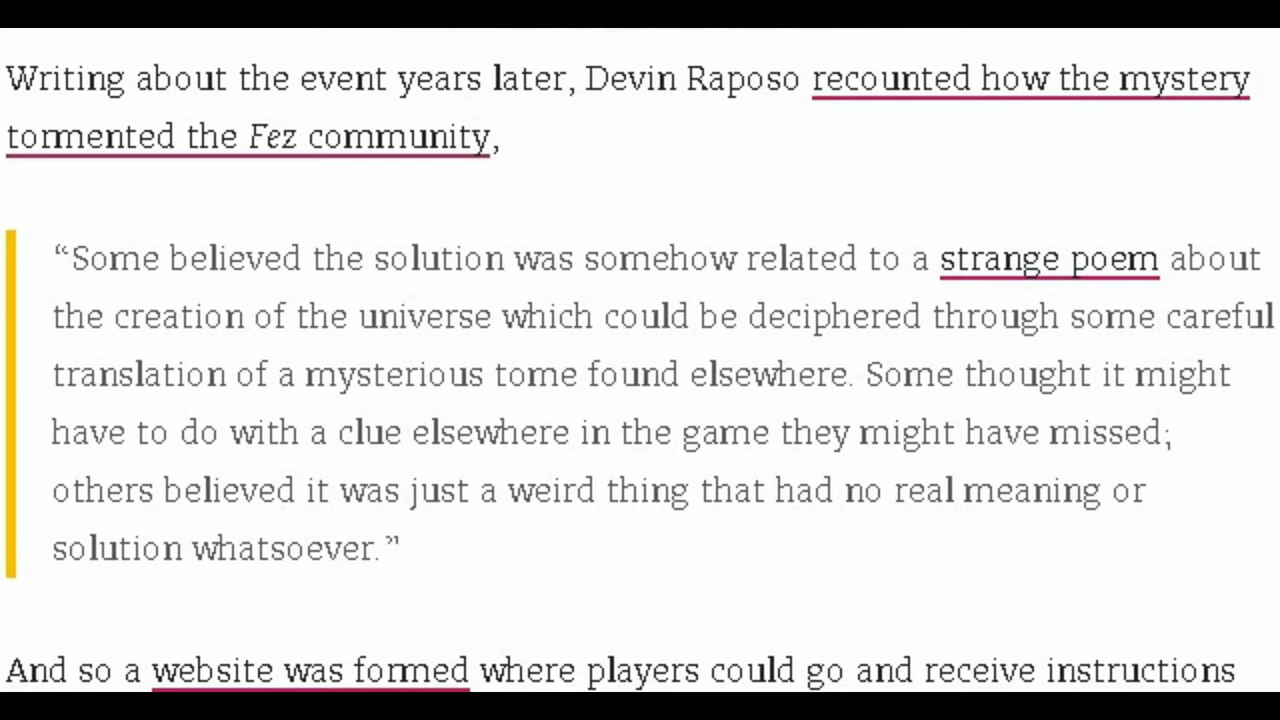 Writing about the event years later, Devin Raposo recounted how the mystery
tormented the Fez community,
“Some believed the solution was somehow related to a strange poem about
the creation of the universe which could be deciphered through some careful
translation of a mysterious tome found elsewhere. Some thought it might
have to do with a clue elsewhere in the game they might have missed;
others believed it was just a weird thing that had no real meaning or
solution whatsoever.”
And so a website was formed where players could go and receive instructions